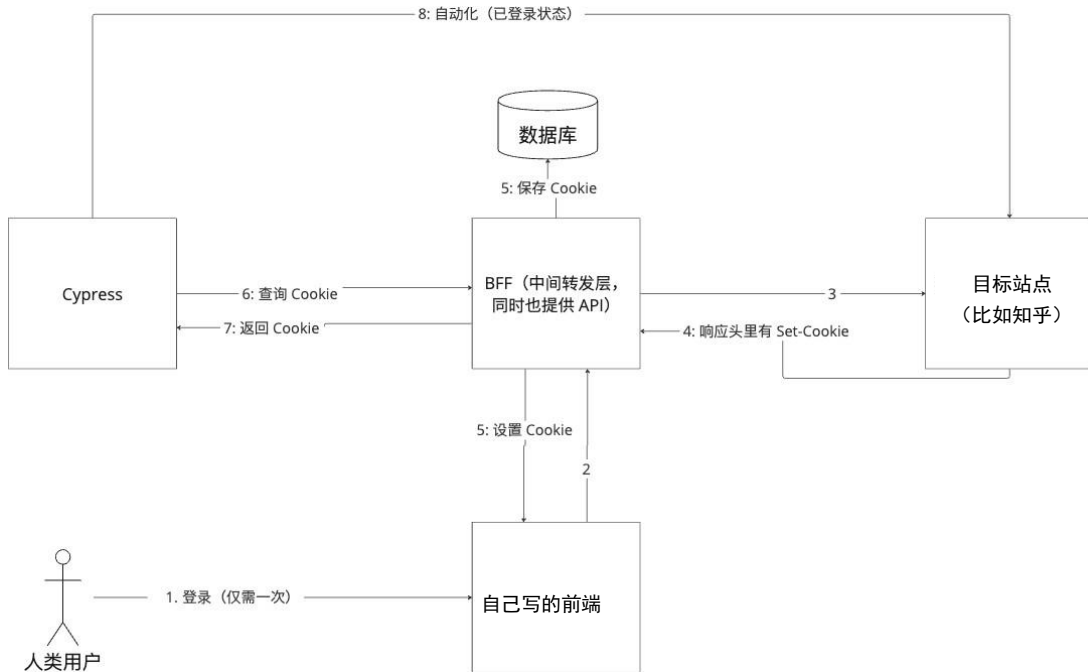 8: 自动化（已登录状态）
数据库
5: 保存 Cookie
Cypress
6: 查询 Cookie
7: 返回 Cookie
BFF（中间转发层，
同时也提供 API）
3
4: 响应头里有 Set-Cookie
目标站点
（比如知乎）
5: 设置 Cookie
2
1. 登录（仅需一次）
自己写的前端
人类用户